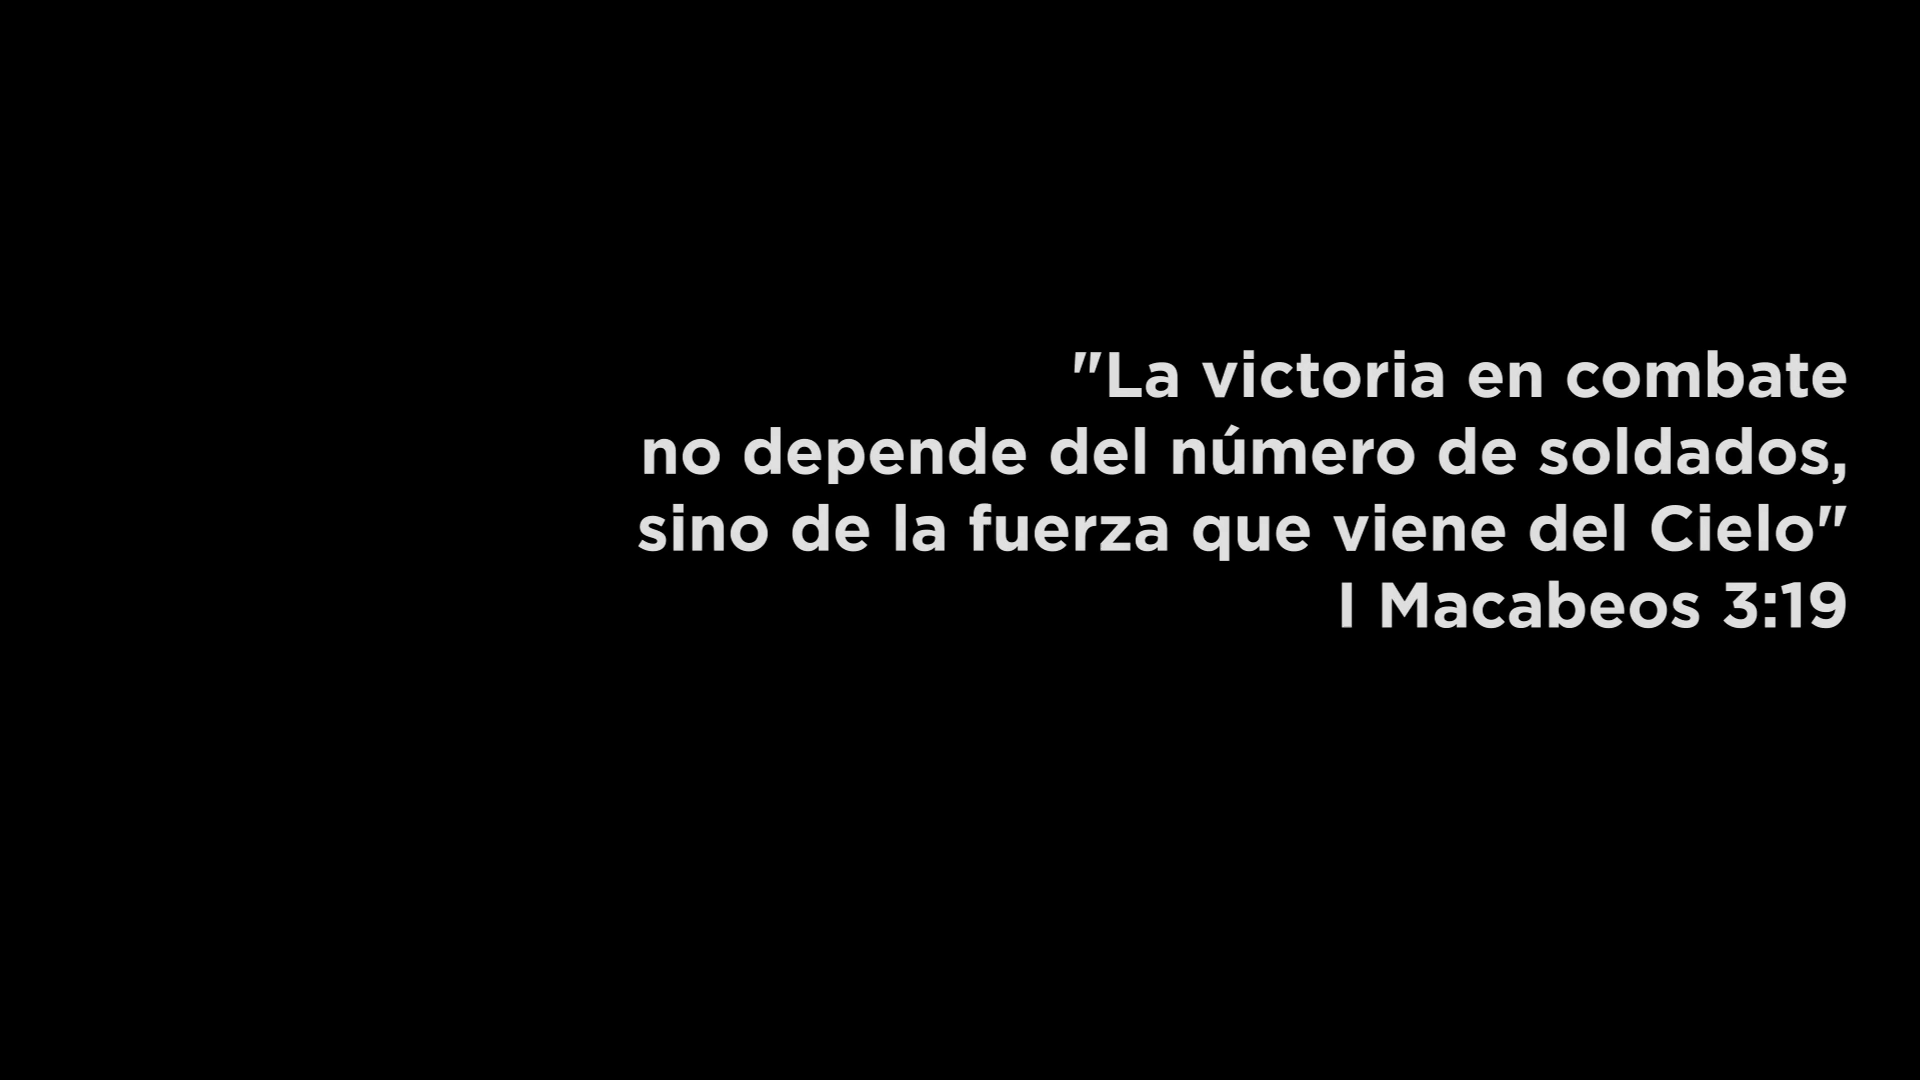 "La victoria en combate
no depende del número de soldados,
sino de la fuerza que viene del Cielo"
I Macabeos 3:19